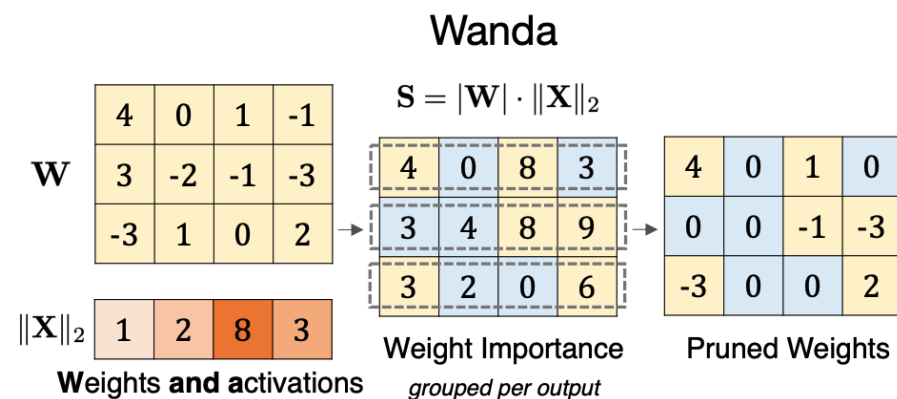 Wanda
W
4 0 1 -1
3 -2 -1 -3
-3 1 0 2
‖X‖₂
1 2 8 3
Weights and activations
S = |W| · ‖X‖₂
4 0 8 3
3 4 8 9
3 2 0 6
Weight Importance
grouped per output
4 0 1 0
0 0 -1 -3
-3 0 0 2
Pruned Weights